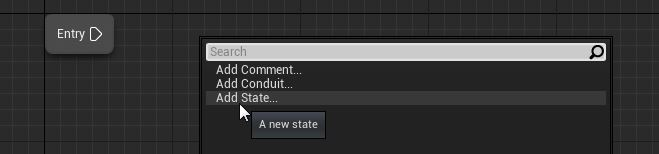 Entry
Search
Add Comment...
Add Conduit...
Add State...
A new state